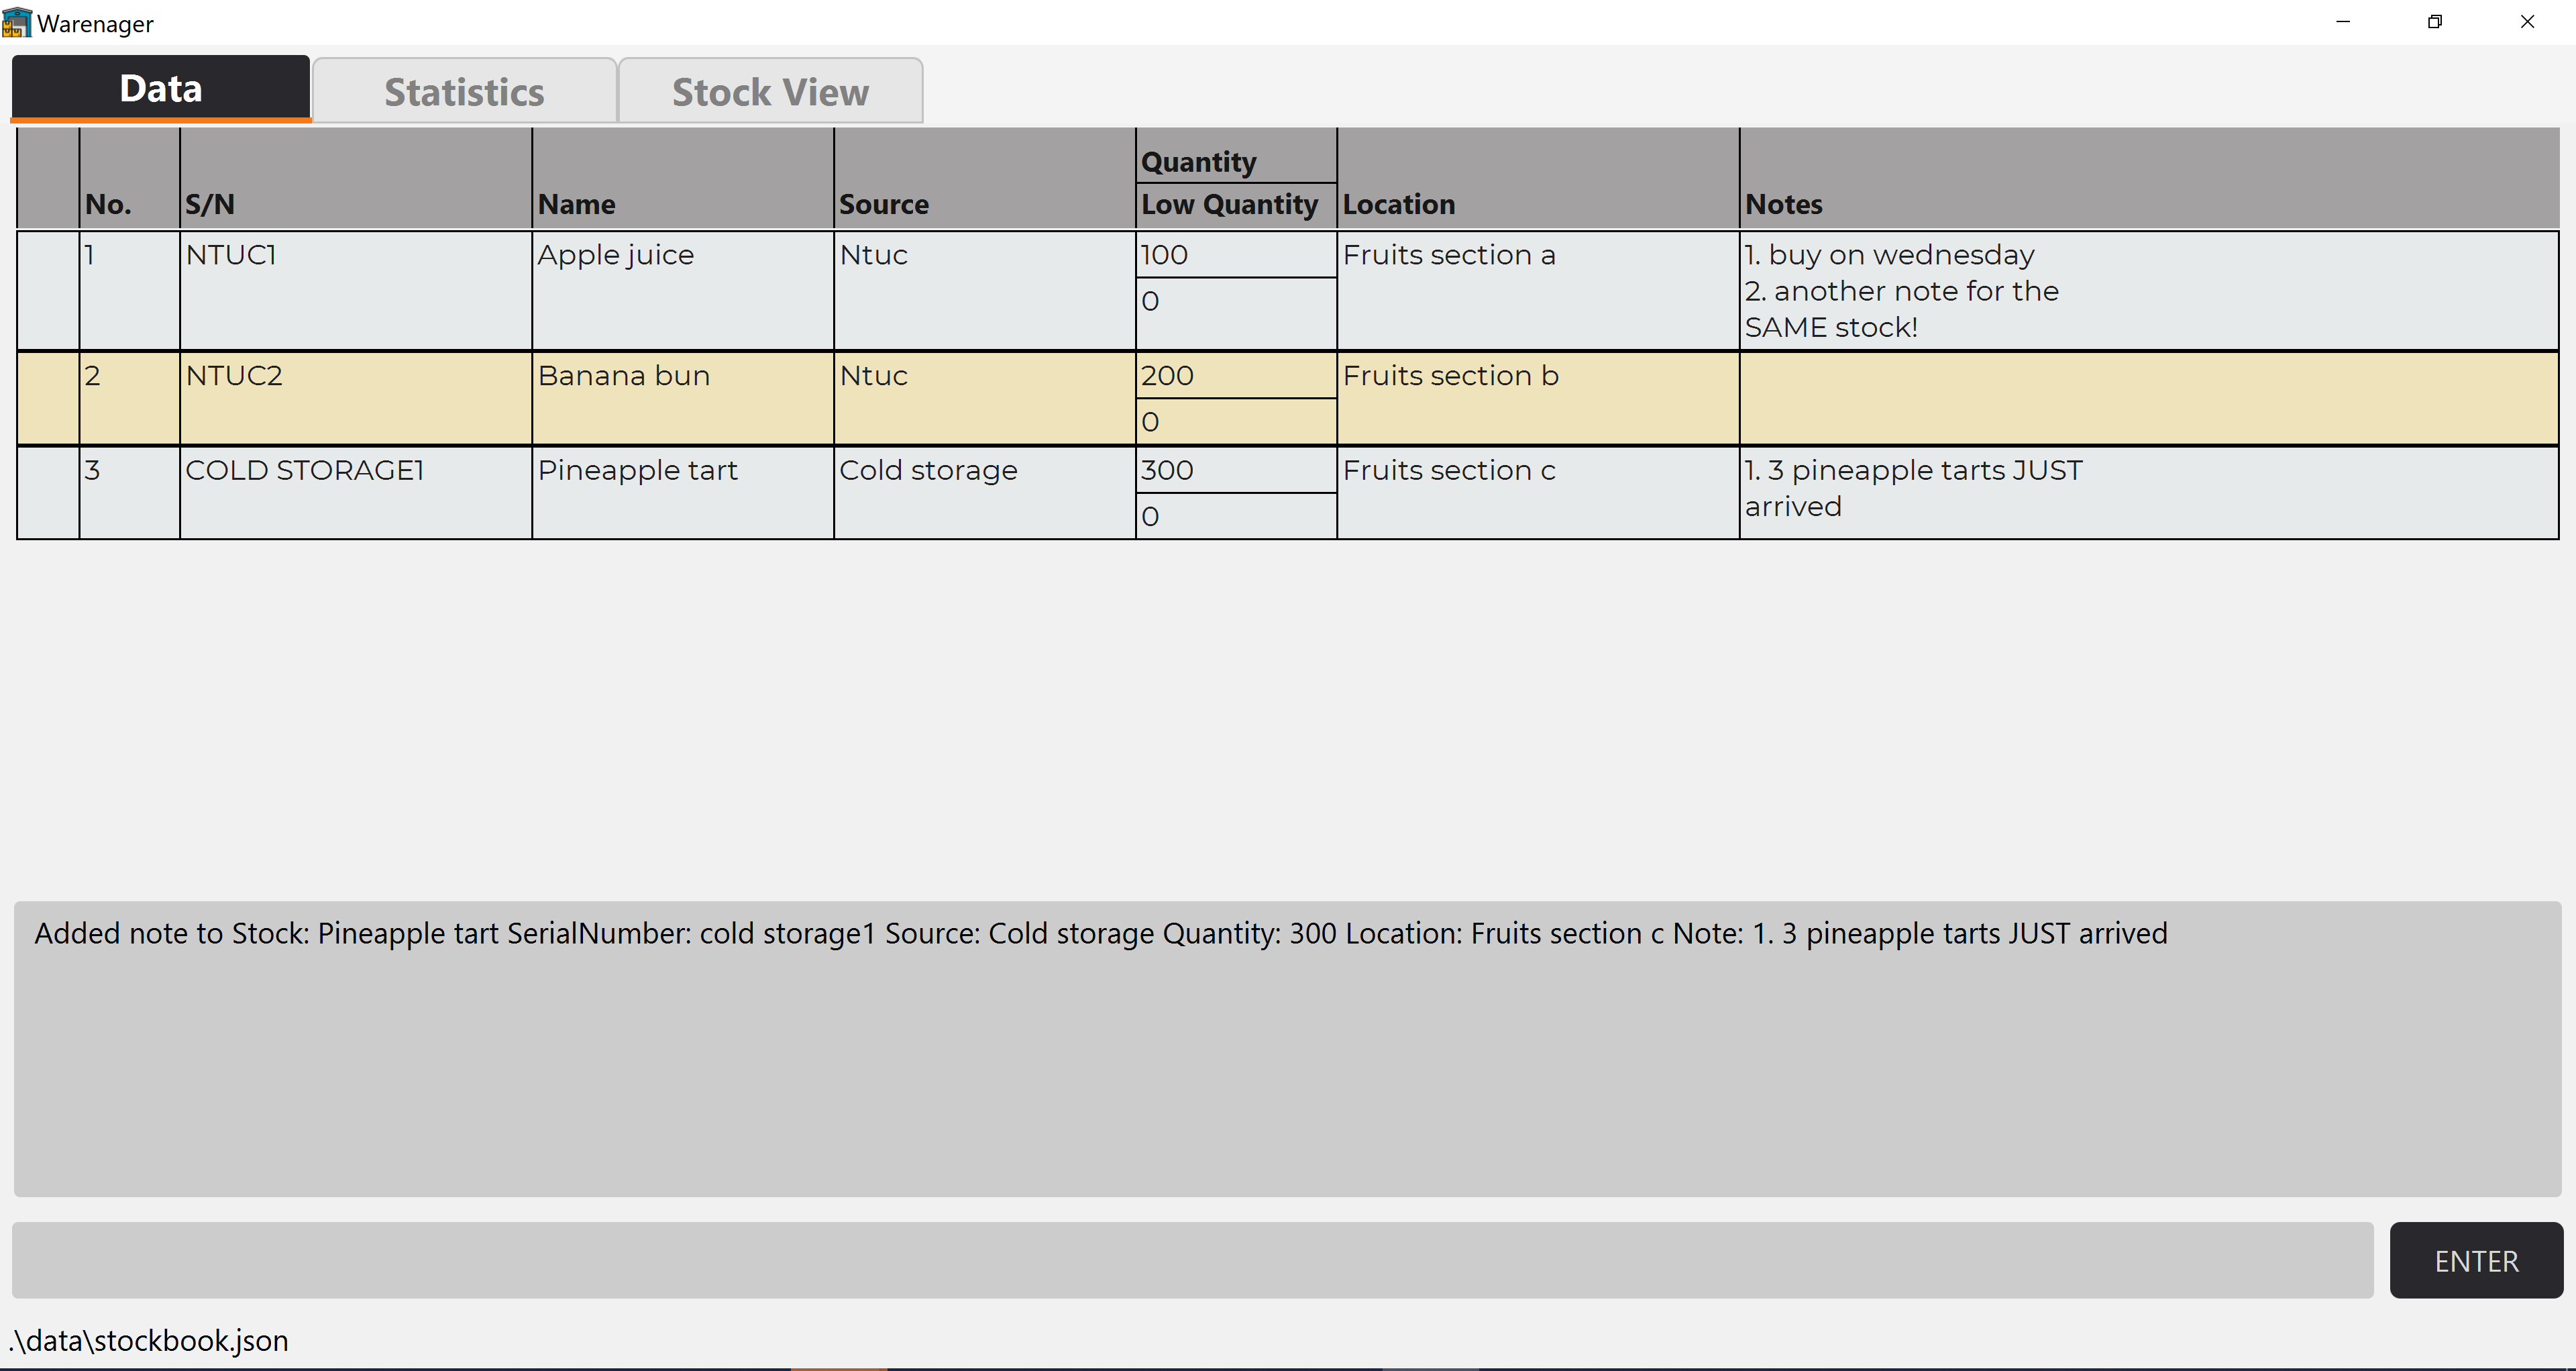 Warenager
Data Statistics Stock View
Quantity
No. S/N Name Source Low Quantity Location Notes
1 NTUC1 Apple juice Ntuc 100 Fruits section a 1. buy on wednesday
2. another note for the
0
SAME stock!
2 NTUC2 Banana bun Ntuc 200 Fruits section b
0
3 COLD STORAGE1 Pineapple tart Cold storage 300 Fruits section c 1. 3 pineapple tarts JUST
arrived
0
Added note to Stock: Pineapple tart SerialNumber: cold storage1 Source: Cold storage Quantity: 300 Location: Fruits section c Note: 1. 3 pineapple tarts JUST arrived
ENTER
.\data\stockbook.json